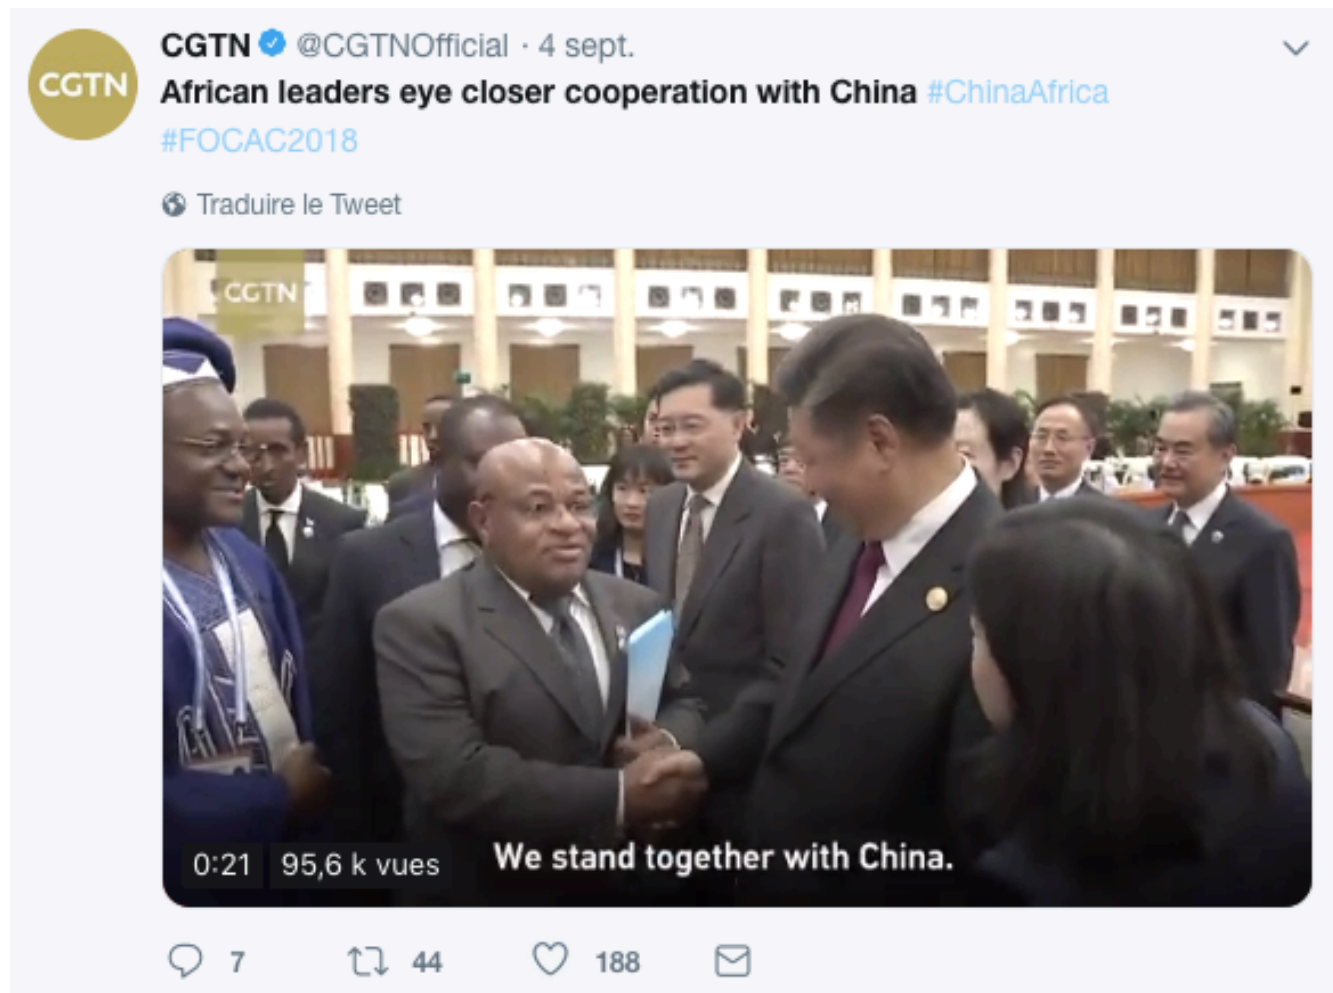 CGTN
CGTN @CGTNOfficial · 4 sept.
African leaders eye closer cooperation with China #ChinaAfrica
#FOCAC2018
Traduire le Tweet
CGTN
We stand together with China.
0:21 95,6 k vues
7 44 188